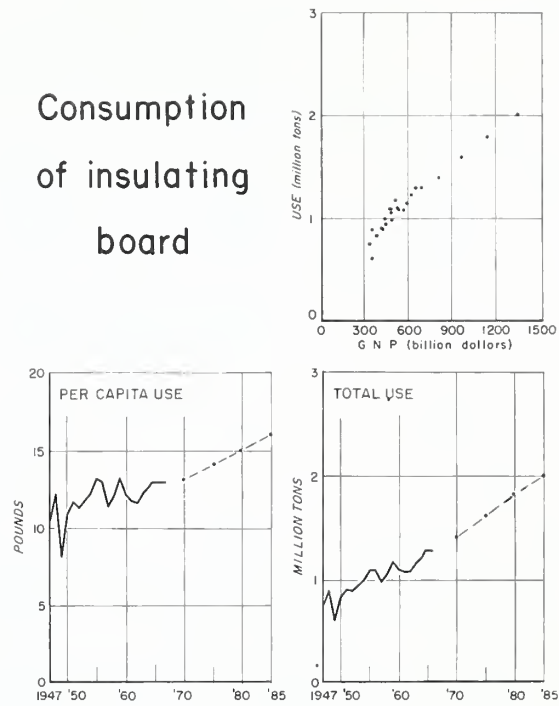 Consumption
of insulating
board
3
2
1
0
USE (million tons)
0 300 600 900 1200 1500
G N P (billion dollars)
20
15
10
5
0
POUNDS
PER CAPITA USE
1947 '50 '60 '70 '80 '85
3
2
1
0
MILLION TONS
TOTAL USE
1947 '50 '60 '70 '80 '85